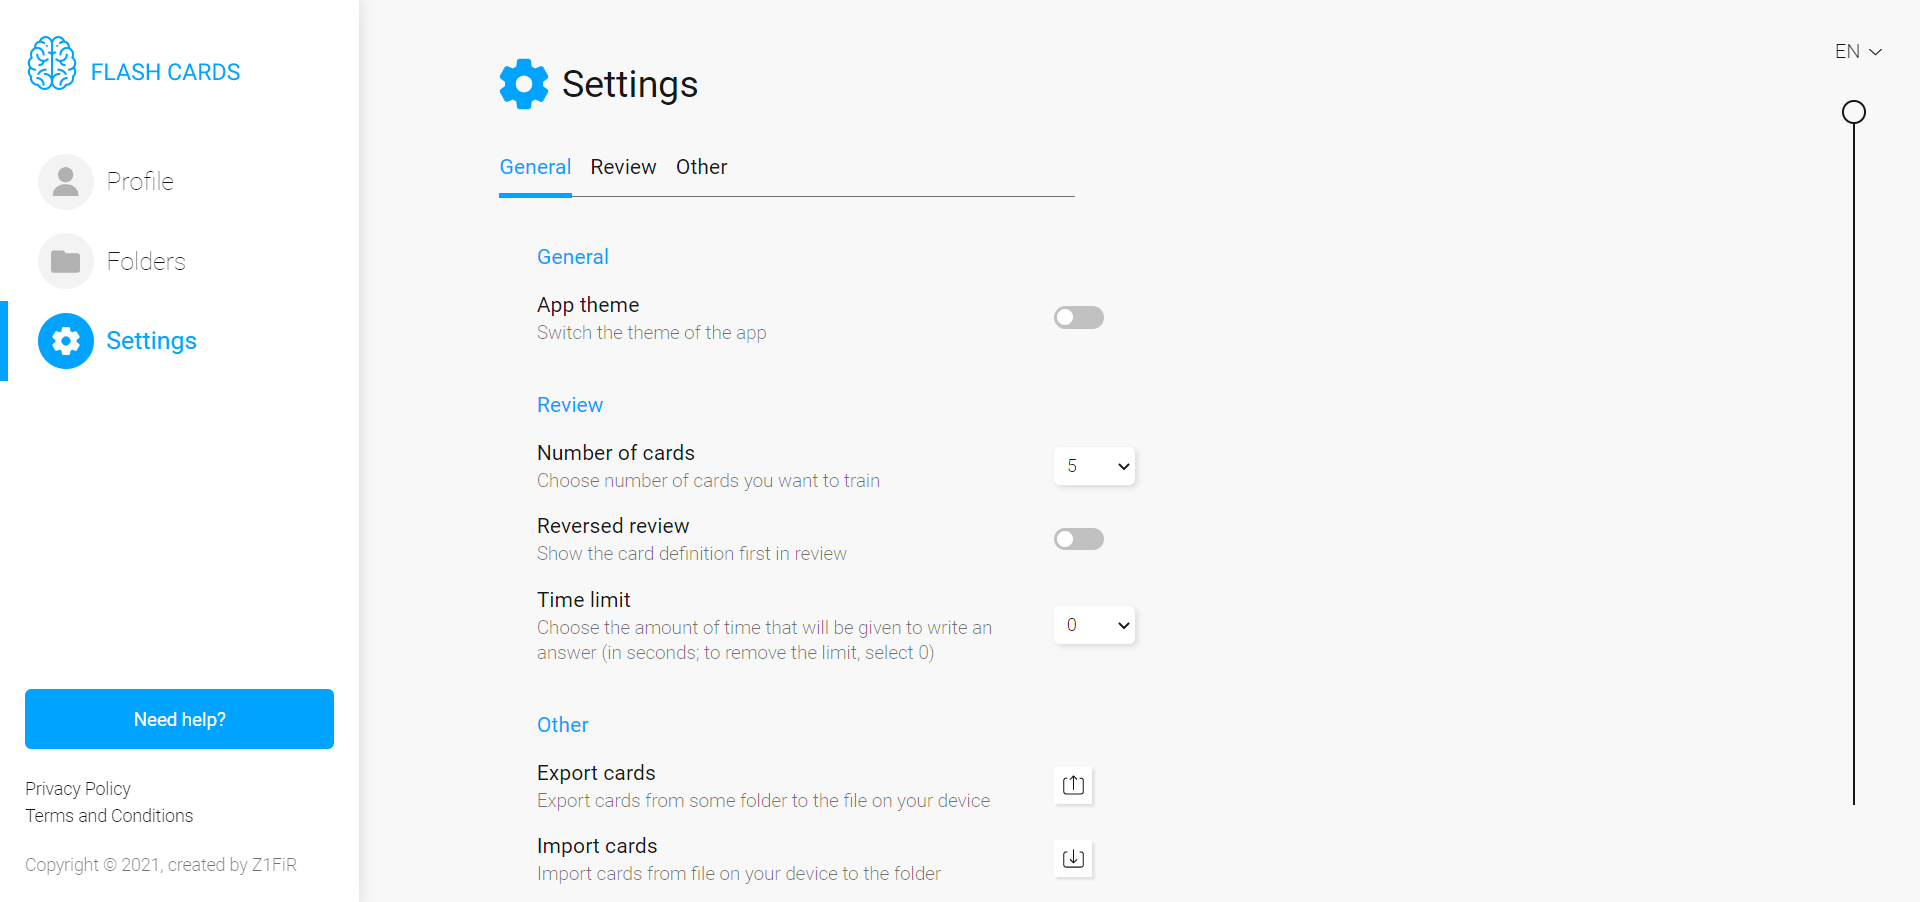 FLASH CARDS
Profile
Folders
Settings
Need help?
Privacy Policy
Terms and Conditions
Copyright © 2021, created by Z1FiR
EN
Settings
General Review Other
General
App theme
Switch the theme of the app
Review
Number of cards
Choose number of cards you want to train
5
Reversed review
Show the card definition first in review
Time limit
Choose the amount of time that will be given to write an
answer (in seconds; to remove the limit, select 0)
0
Other
Export cards
Export cards from some folder to the file on your device
Import cards
Import cards from file on your device to the folder